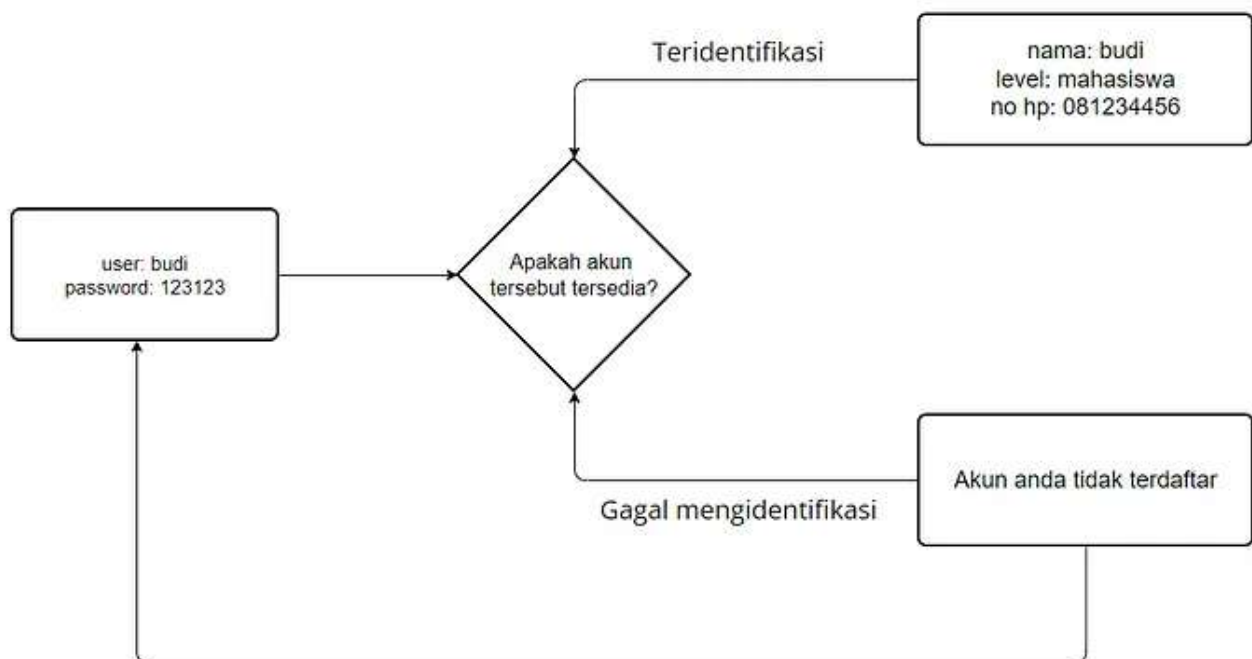 Teridentifikasi
nama: budi
level: mahasiswa
no hp: 081234456
user: budi
password: 123123
Apakah akun
tersebut tersedia?
Gagal mengidentifikasi
Akun anda tidak terdaftar